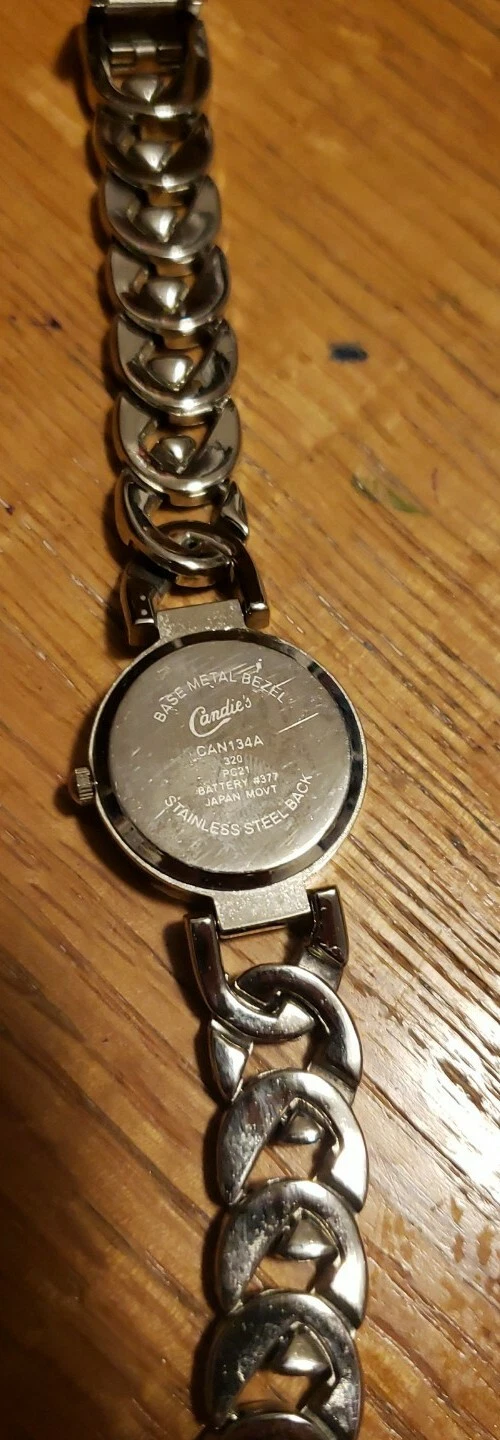 BASE METAL BEZEL
Candie's
CAN134A
320
PC21
BATTERY #377
JAPAN MOVT
STAINLESS STEEL BACK